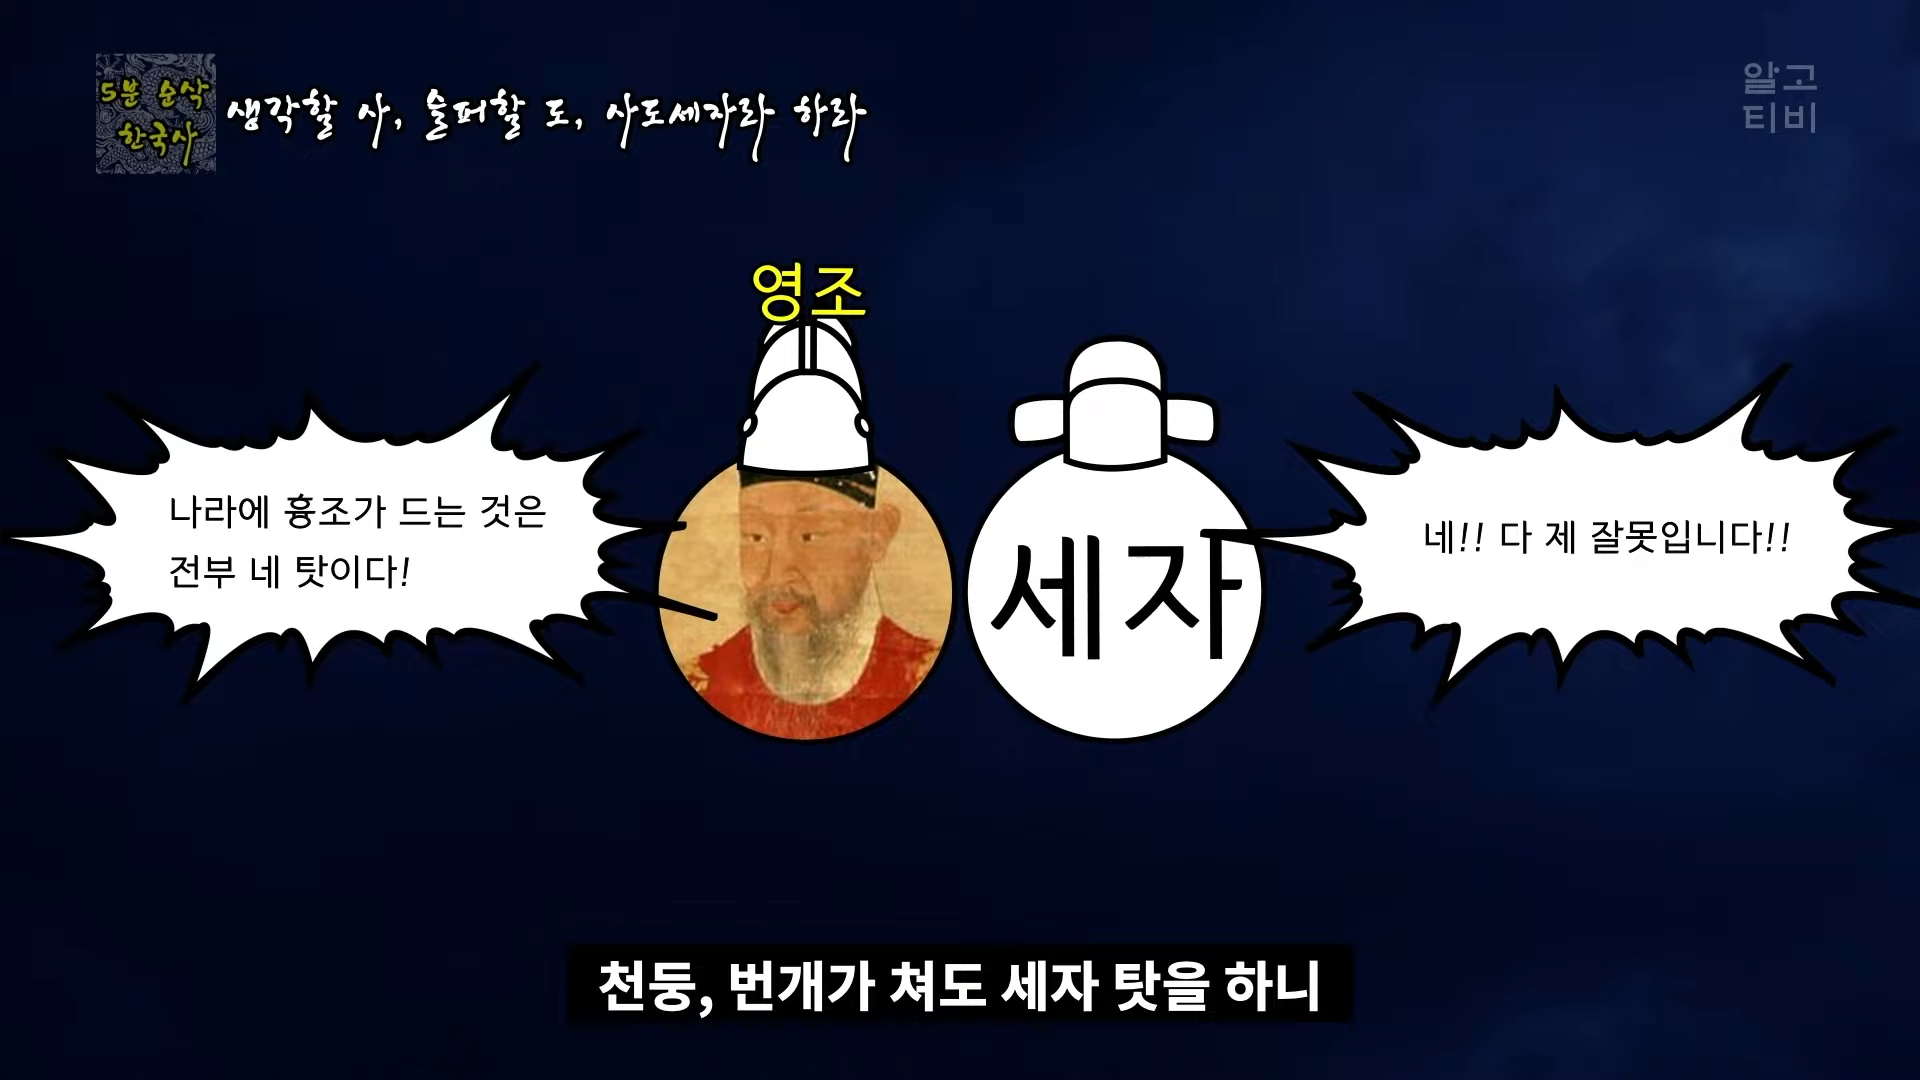 5분 순삭
한국사
생각할 사, 슬퍼할 도, 사도세자라 하라
알고
티비
영조
나라에 흉조가 드는 것은
전부 네 탓이다!
세자
네!! 다 제 잘못입니다!!
천둥, 번개가 쳐도 세자 탓을 하니